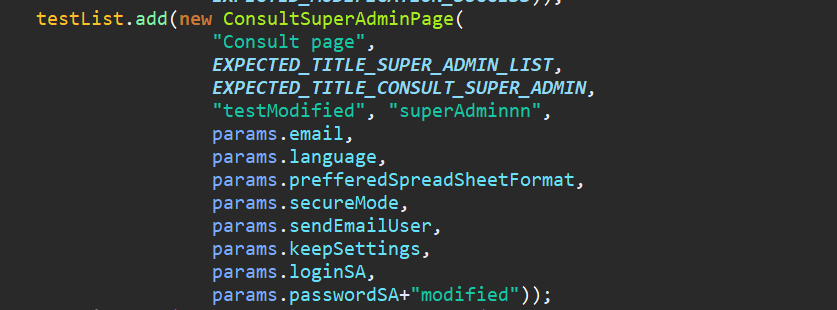 EXPECTED_MODIFICATION_SUCCESS));
testList.add(new ConsultSuperAdminPage(
"Consult page",
EXPECTED_TITLE_SUPER_ADMIN_LIST,
EXPECTED_TITLE_CONSULT_SUPER_ADMIN,
"testModified", "superAdminnn",
params.email,
params.language,
params.prefferedSpreadSheetFormat,
params.secureMode,
params.sendEmailUser,
params.keepSettings,
params.loginSA,
params.passwordSA+"modified"));